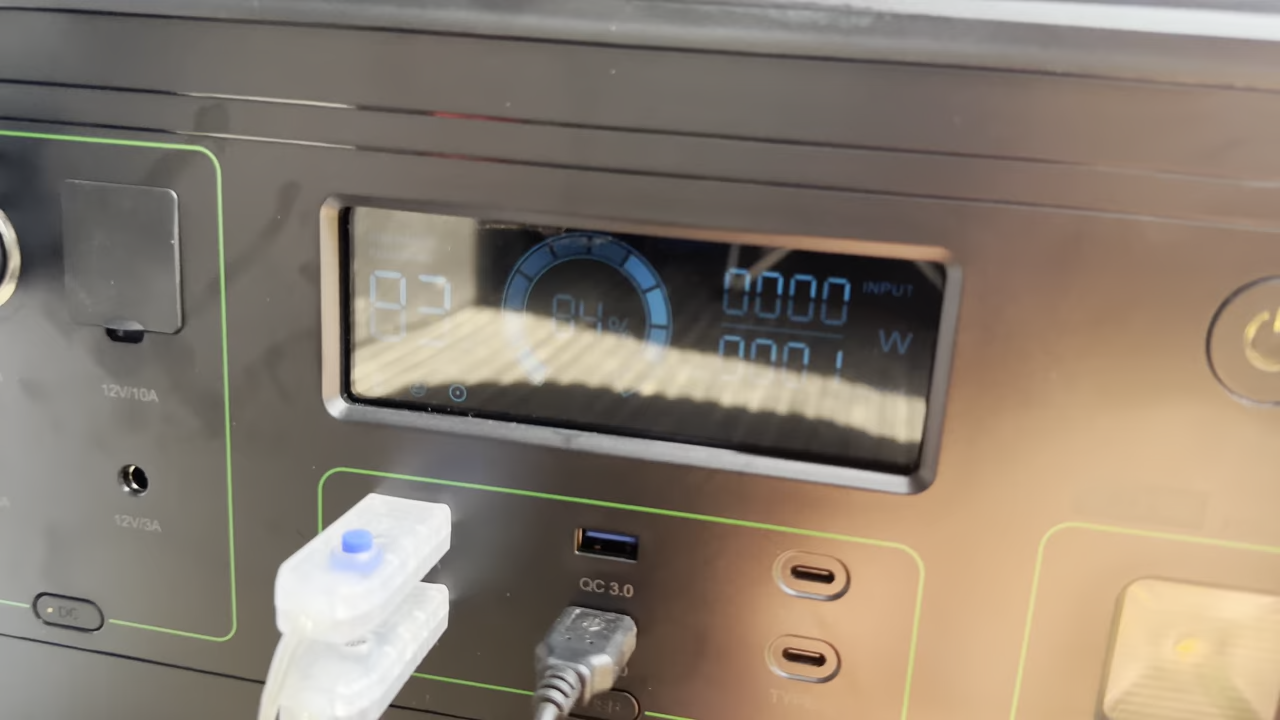 84%
0000 INPUT
W
0001
12V/10A
12V/3A
DC
QC 3.0